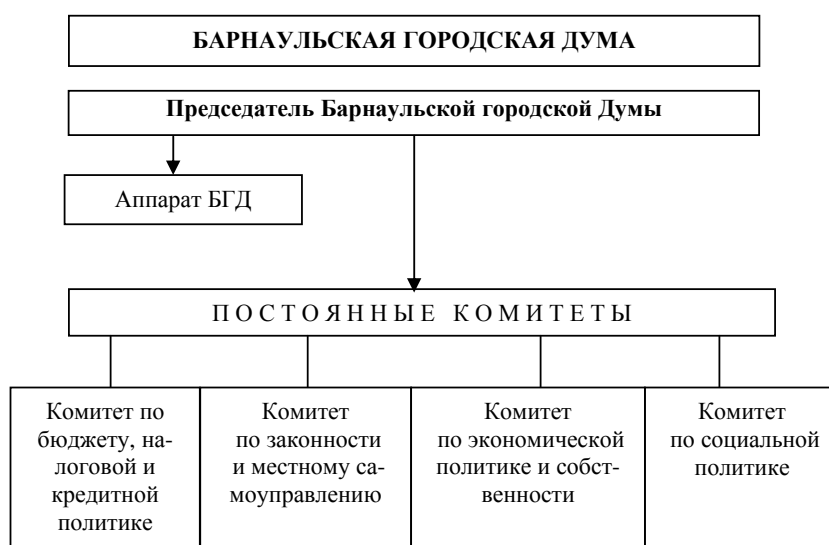 БАРНАУЛЬСКАЯ ГОРОДСКАЯ ДУМА
Председатель Барнаульской городской Думы
Аппарат БГД
П О С Т О Я Н Н Ы Е К О М И Т Е Т Ы
Комитет по
бюджету, на-
логовой и
кредитной
политике
Комитет
по законности
и местному са-
моуправлению
Комитет
по экономической
политике и собст-
венности
Комитет
по социальной
политике